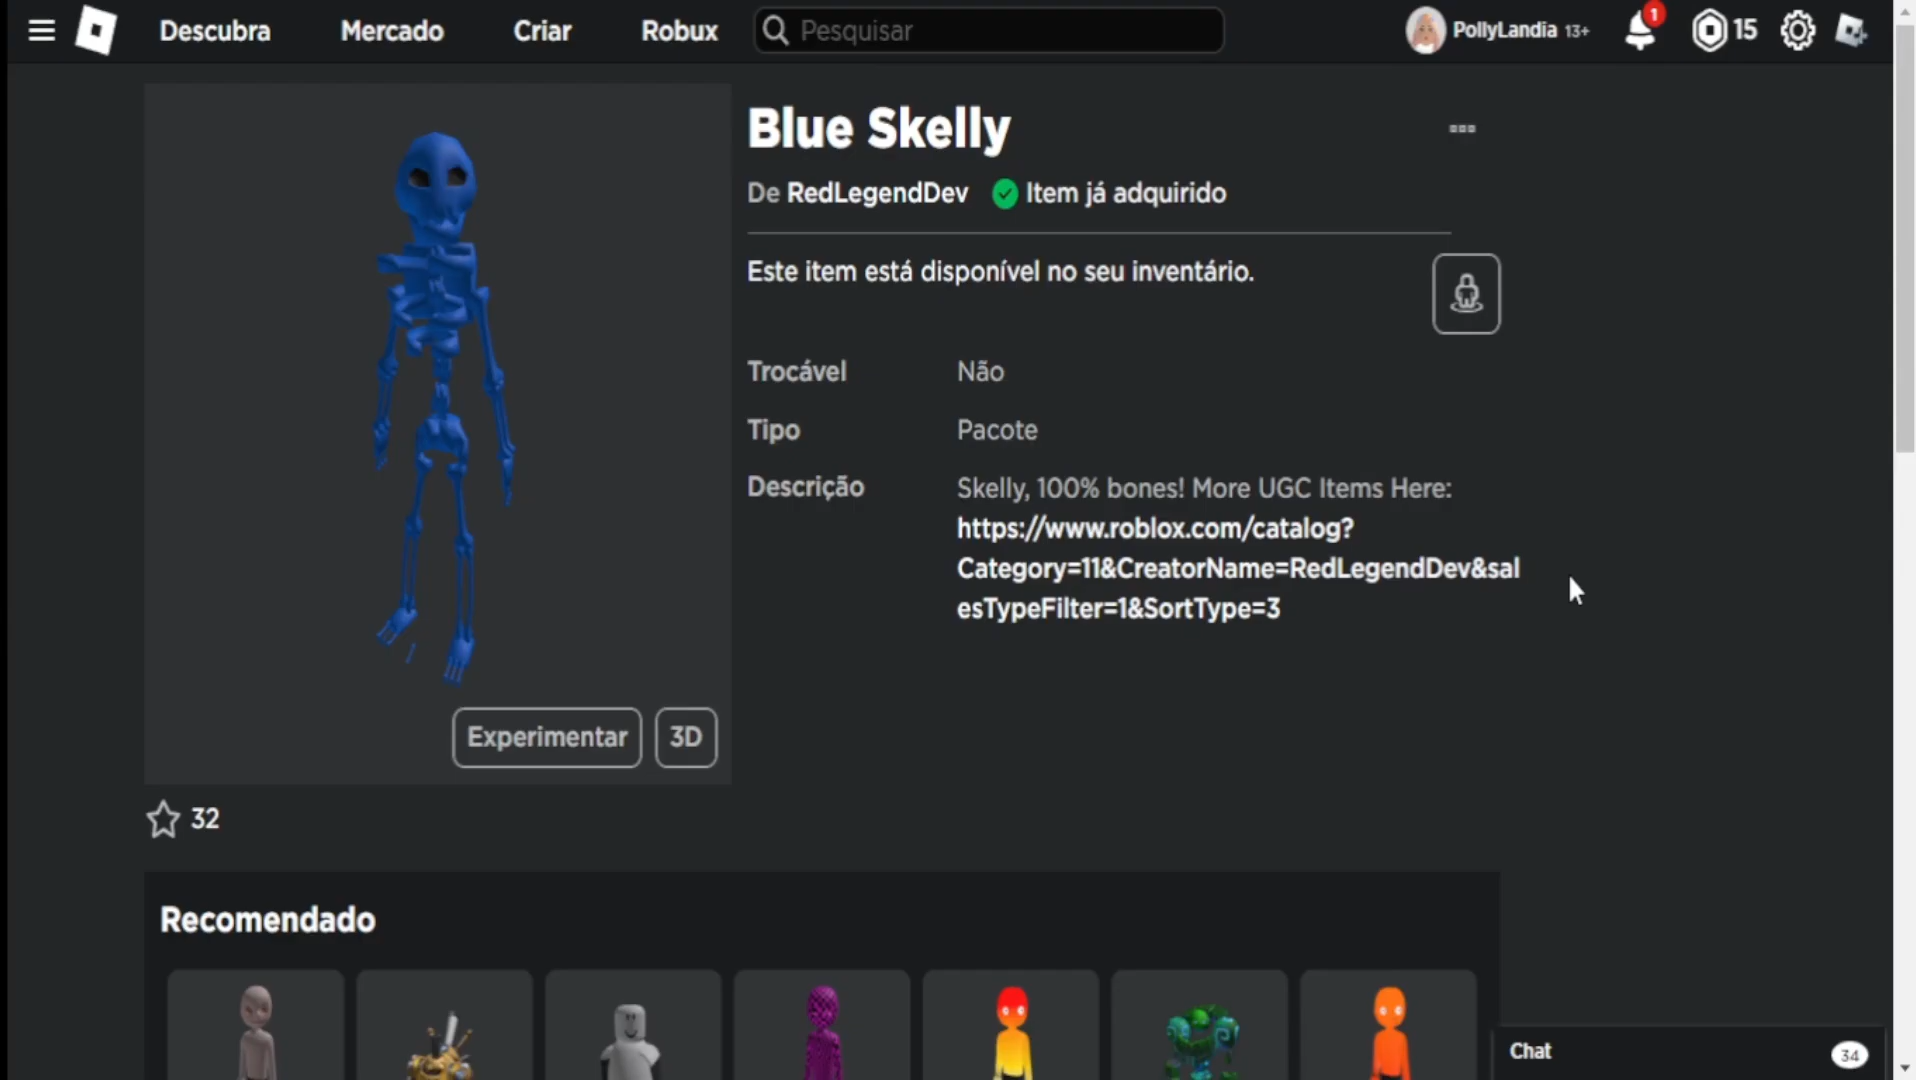 Descubra Mercado Criar Robux Pesquisar PollyLandia 13+ 1 15
Blue Skelly
De RedLegendDev Item já adquirido
Este item está disponível no seu inventário.
Trocável Não
Tipo Pacote
Descrição Skelly, 100% bones! More UGC Items Here:
https://www.roblox.com/catalog?
Category=11&CreatorName=RedLegendDev&sal
esTypeFilter=1&SortType=3
Experimentar 3D
32
Recomendado
Chat 34